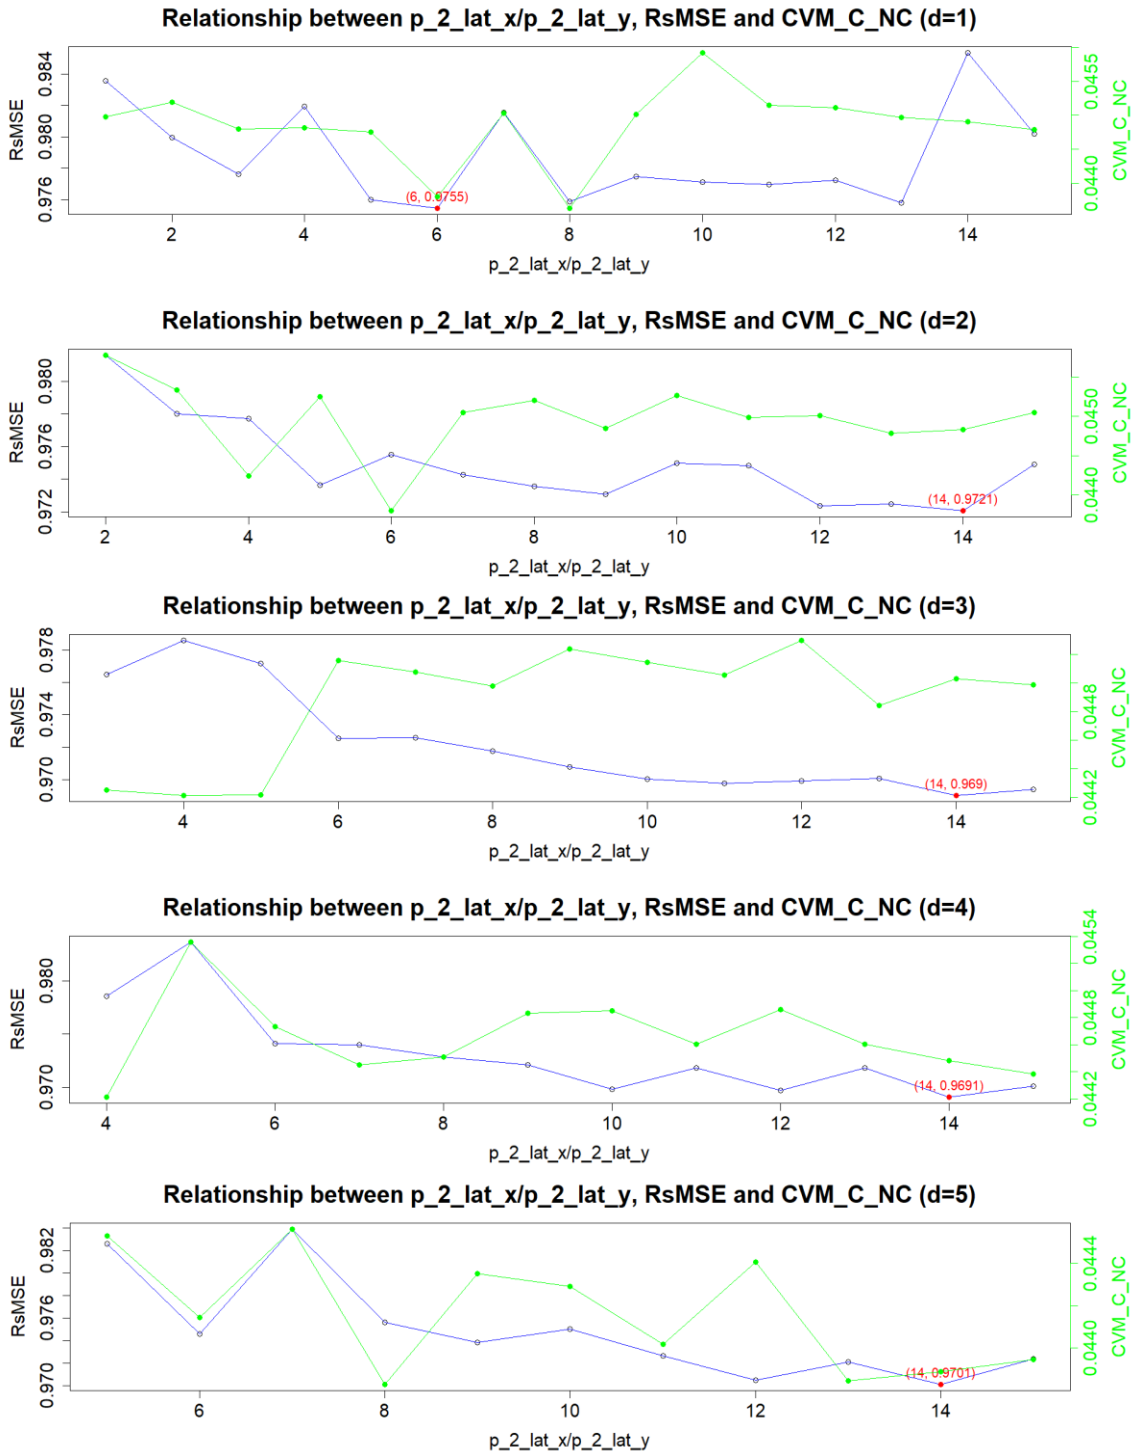 Relationship between p_2_lat_x/p_2_lat_y, RsMSE and CVM_C_NC (d=1)
RsMSE
0.976 0.980 0.984
(6, 0.9755)
0.0440 0.0455
CVM_C_NC
2 4 6 8 10 12 14
p_2_lat_x/p_2_lat_y
Relationship between p_2_lat_x/p_2_lat_y, RsMSE and CVM_C_NC (d=2)
RsMSE
0.972 0.976 0.980
(14, 0.9721)
0.0440 0.0450
CVM_C_NC
2 4 6 8 10 12 14
p_2_lat_x/p_2_lat_y
Relationship between p_2_lat_x/p_2_lat_y, RsMSE and CVM_C_NC (d=3)
RsMSE
0.970 0.974 0.978
(14, 0.969)
0.0442 0.0448
CVM_C_NC
4 6 8 10 12 14
p_2_lat_x/p_2_lat_y
Relationship between p_2_lat_x/p_2_lat_y, RsMSE and CVM_C_NC (d=4)
RsMSE
0.970 0.980
(14, 0.9691)
0.0442 0.0448 0.0454
CVM_C_NC
4 6 8 10 12 14
p_2_lat_x/p_2_lat_y
Relationship between p_2_lat_x/p_2_lat_y, RsMSE and CVM_C_NC (d=5)
RsMSE
0.970 0.976 0.982
(14, 0.9701)
0.0440 0.0444
CVM_C_NC
6 8 10 12 14
p_2_lat_x/p_2_lat_y